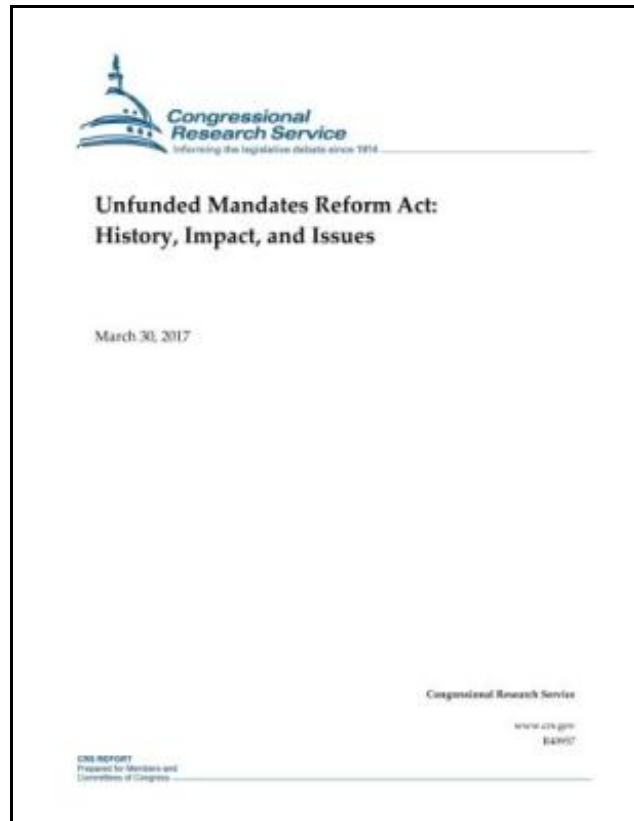 Congressional
Research Service
Informing the legislative debate since 1914
Unfunded Mandates Reform Act:
History, Impact, and Issues
March 30, 2017
Congressional Research Service
www.crs.gov
R40957
CRS REPORT
Prepared for Members and
Committees of Congress